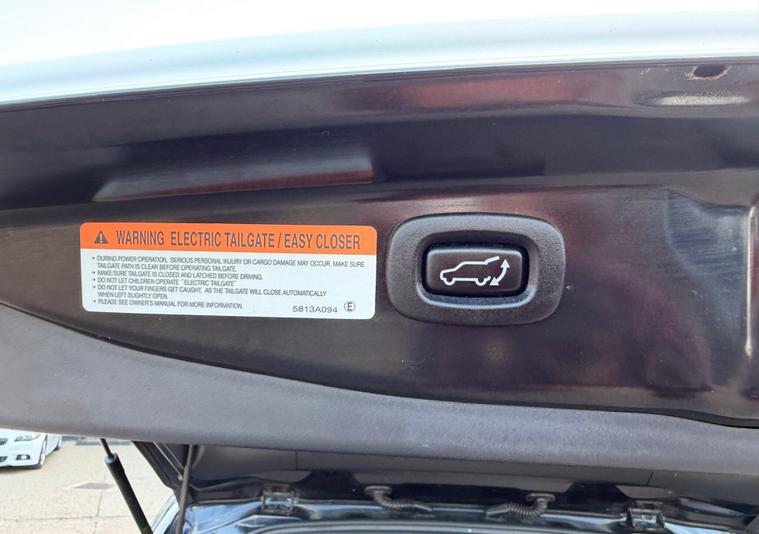 WARNING ELECTRIC TAILGATE / EASY CLOSER
• DURING POWER OPERATION, SERIOUS PERSONAL INJURY OR CARGO DAMAGE MAY OCCUR. MAKE SURE
TAILGATE PATH IS CLEAR BEFORE OPERATING TAILGATE.
• MAKE SURE TAILGATE IS CLOSED AND LATCHED BEFORE DRIVING.
• DO NOT LET CHILDREN OPERATE "ELECTRIC TAILGATE"
• DO NOT LET YOUR FINGERS GET CAUGHT, AS THE TAILGATE WILL CLOSE AUTOMATICALLY
WHEN LEFT SLIGHTLY OPEN.
• PLEASE SEE OWNER'S MANUAL FOR MORE INFORMATION.
5813A094 Ⓔ